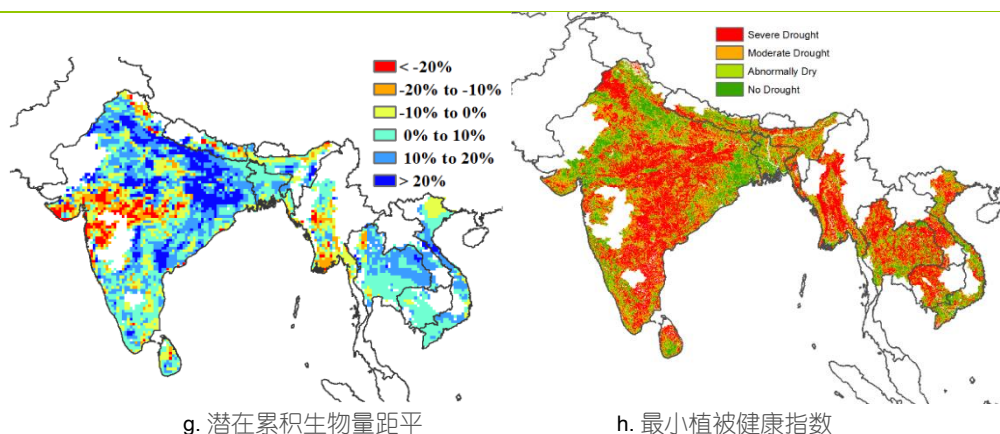 < -20%
-20% to -10%
-10% to 0%
0% to 10%
10% to 20%
> 20%
Severe Drought
Moderate Drought
Abnormally Dry
No Drought
g. 潜在累积生物量距平
h. 最小植被健康指数